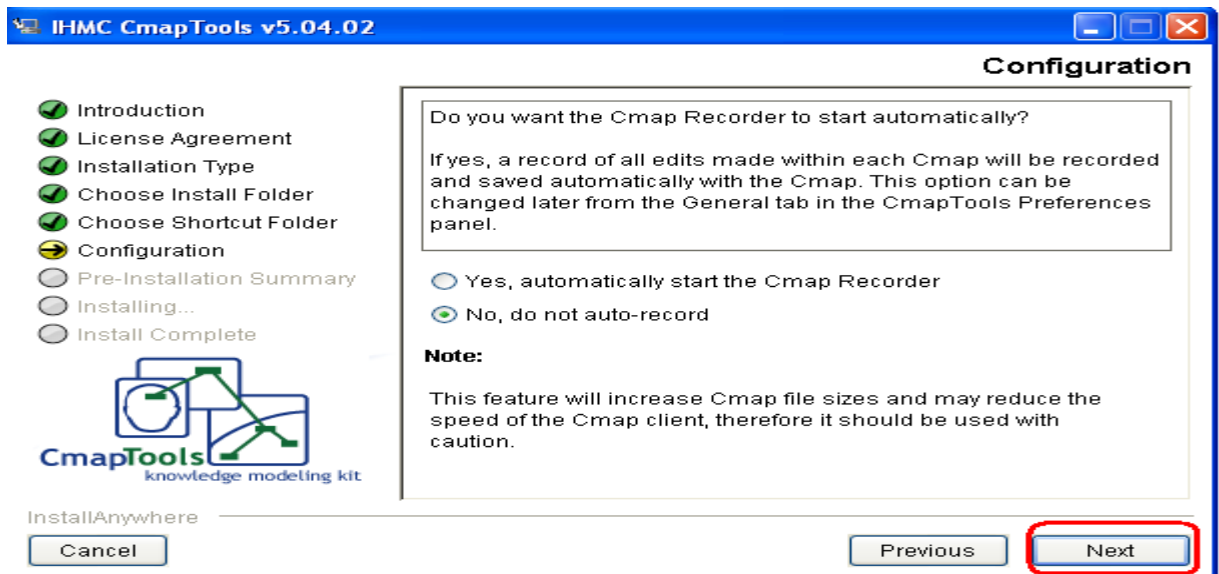 IHMC CmapTools v5.04.02
Configuration
Introduction
License Agreement
Installation Type
Choose Install Folder
Choose Shortcut Folder
Configuration
Pre-Installation Summary
Installing...
Install Complete
CmapTools
knowledge modeling kit
Do you want the Cmap Recorder to start automatically?
If yes, a record of all edits made within each Cmap will be recorded
and saved automatically with the Cmap. This option can be
changed later from the General tab in the CmapTools Preferences
panel.
Yes, automatically start the Cmap Recorder
No, do not auto-record
Note:
This feature will increase Cmap file sizes and may reduce the
speed of the Cmap client, therefore it should be used with
caution.
InstallAnywhere
Cancel
Previous
Next